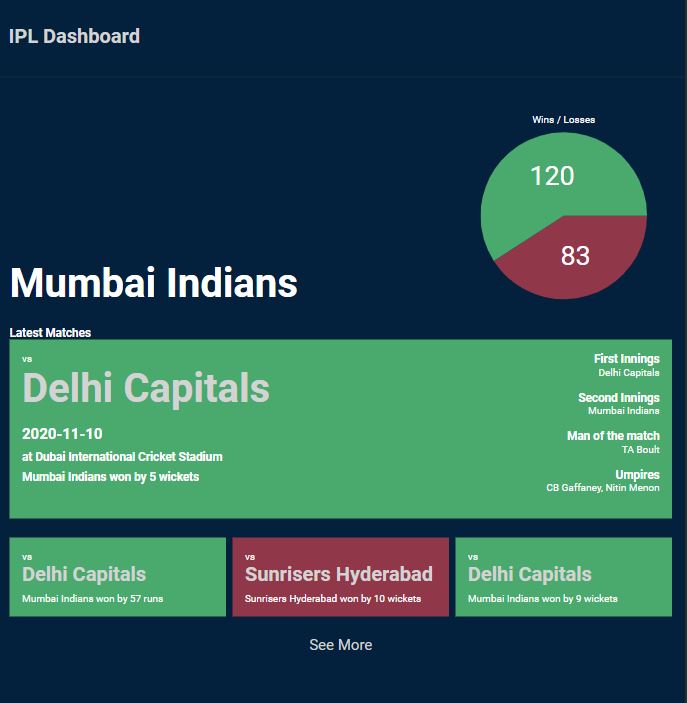 IPL Dashboard
Wins / Losses
120
83
Mumbai Indians
Latest Matches
vs
Delhi Capitals
2020-11-10
at Dubai International Cricket Stadium
Mumbai Indians won by 5 wickets
First Innings
Delhi Capitals
Second Innings
Mumbai Indians
Man of the match
TA Boult
Umpires
CB Gaffaney, Nitin Menon
vs
Delhi Capitals
Mumbai Indians won by 57 runs
vs
Sunrisers Hyderabad
Sunrisers Hyderabad won by 10 wickets
vs
Delhi Capitals
Mumbai Indians won by 9 wickets
See More